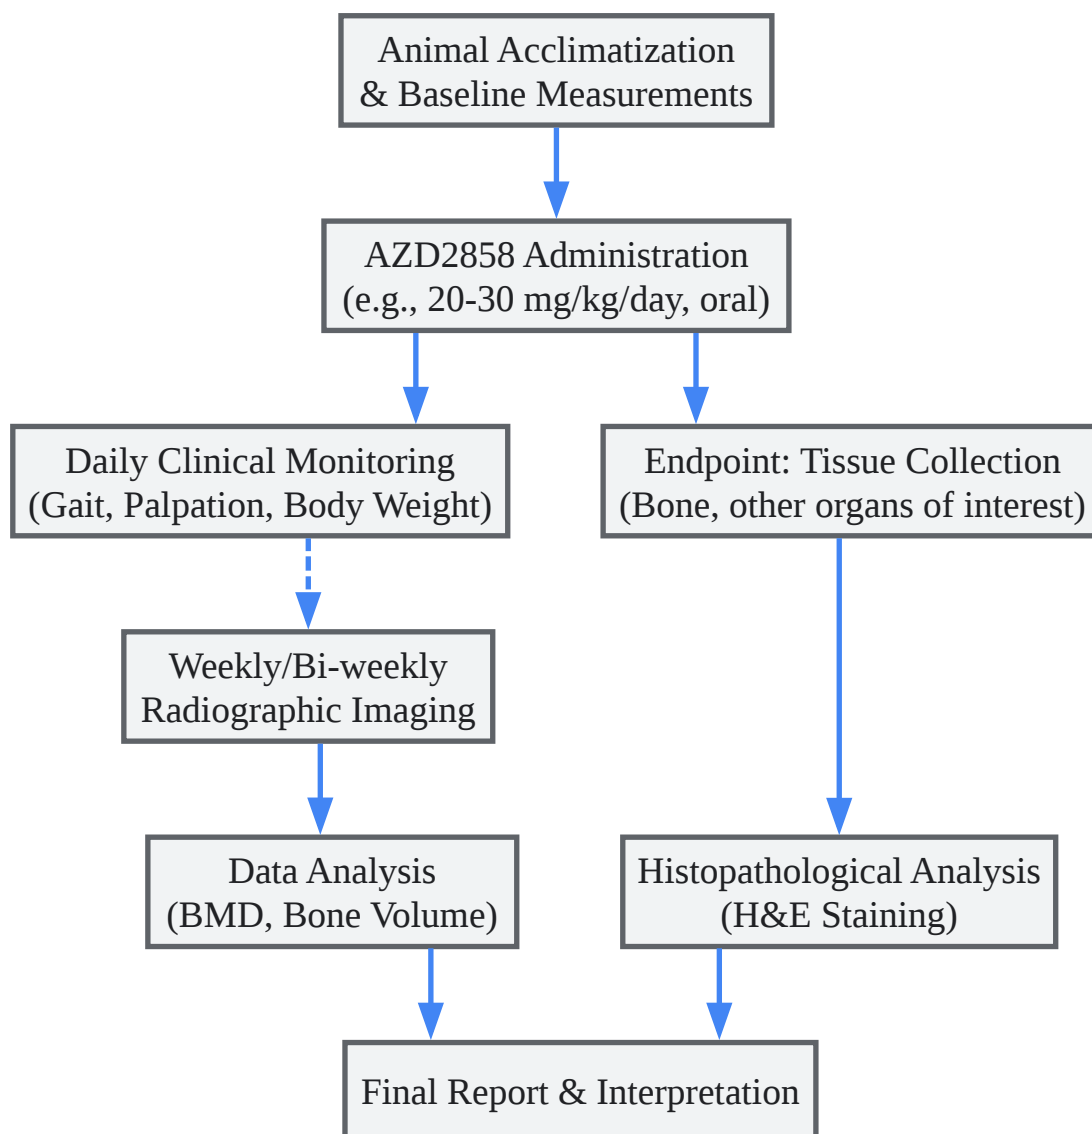 Animal Acclimatization
& Baseline Measurements
AZD2858 Administration
(e.g., 20-30 mg/kg/day, oral)
Daily Clinical Monitoring
(Gait, Palpation, Body Weight)
Endpoint: Tissue Collection
(Bone, other organs of interest)
Weekly/Bi-weekly
Radiographic Imaging
Data Analysis
(BMD, Bone Volume)
Histopathological Analysis
(H&E Staining)
Final Report & Interpretation